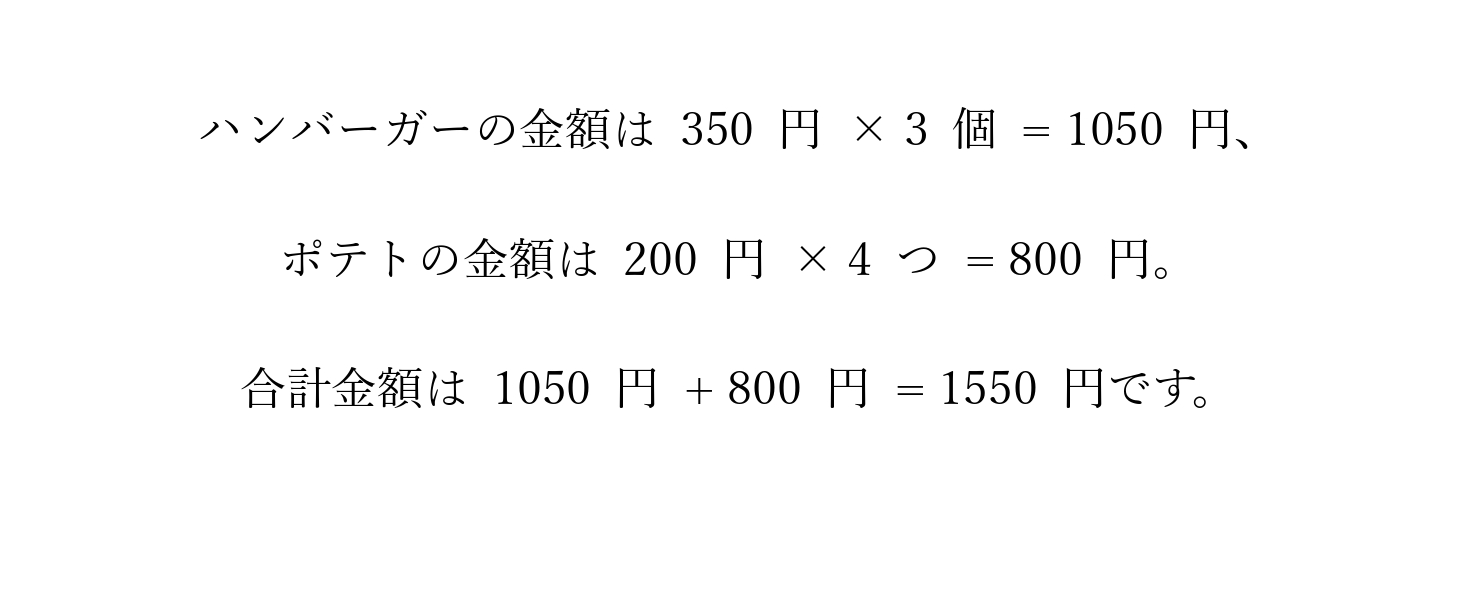 ハンバーガーの金額は 350 円 × 3 個 = 1050 円、
ポテトの金額は 200 円 × 4 つ = 800 円。
合計金額は 1050 円 + 800 円 = 1550 円です。